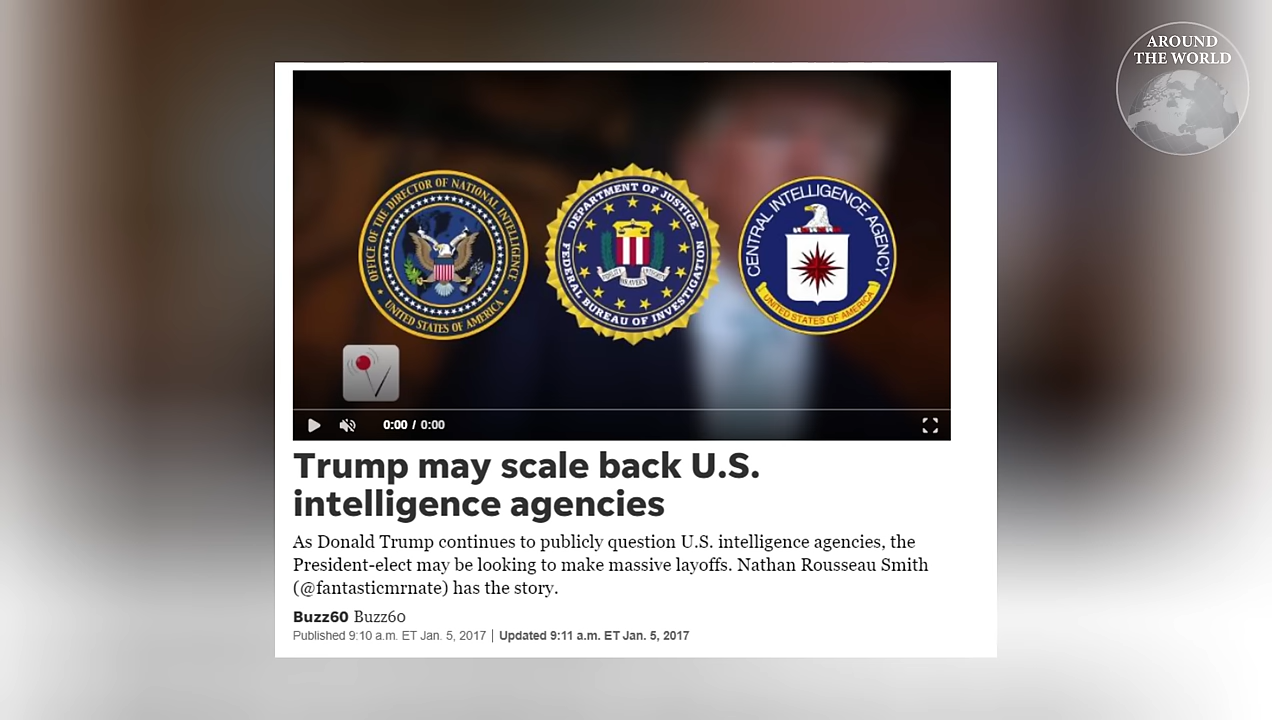 AROUND
THE WORLD
OFFICE OF THE DIRECTOR OF NATIONAL INTELLIGENCE
UNITED STATES OF AMERICA
DEPARTMENT OF JUSTICE
FEDERAL BUREAU OF INVESTIGATION
CENTRAL INTELLIGENCE AGENCY
UNITED STATES OF AMERICA
0:00 / 0:00
Trump may scale back U.S.
intelligence agencies
As Donald Trump continues to publicly question U.S. intelligence agencies, the
President-elect may be looking to make massive layoffs. Nathan Rousseau Smith
(@fantasticmrnate) has the story.
Buzz60 Buzz60
Published 9:10 a.m. ET Jan. 5, 2017 | Updated 9:11 a.m. ET Jan. 5, 2017